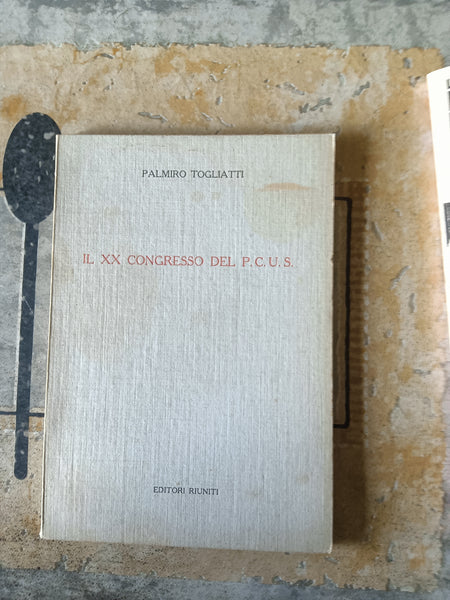 PALMIRO TOGLIATTI
IL XX CONGRESSO DEL P.C.U.S.
EDITORI RIUNITI